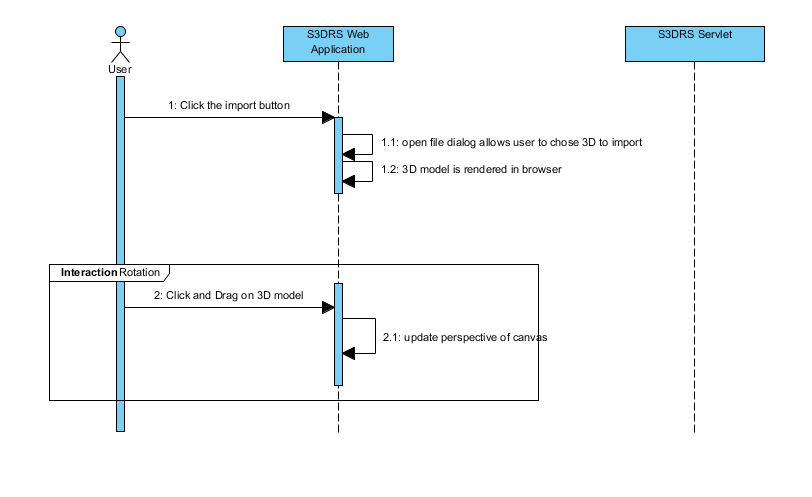 S3DRS Web
Application
S3DRS Servlet
User
1: Click the import button
1.1: open file dialog allows user to chose 3D to import
1.2: 3D model is rendered in browser
Interaction Rotation
2: Click and Drag on 3D model
2.1: update perspective of canvas